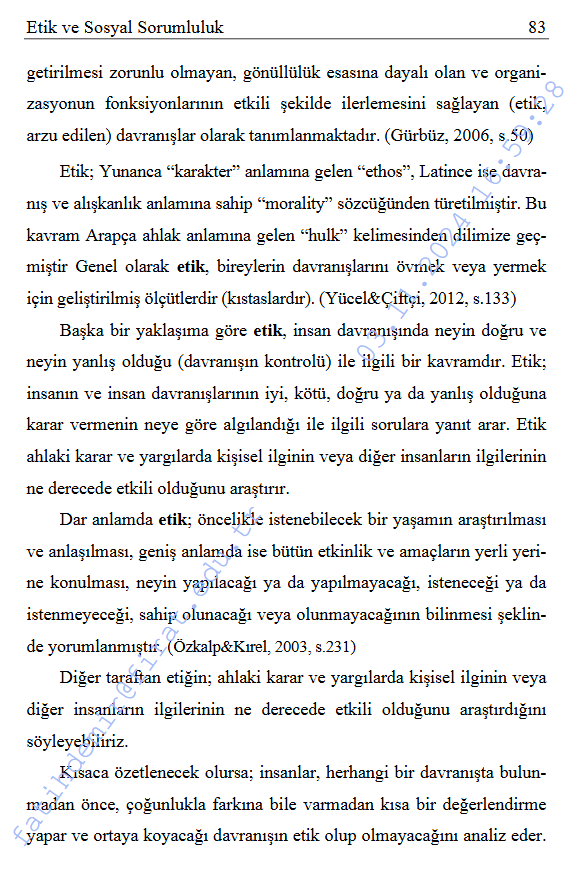 Etik ve Sosyal Sorumluluk 83
getirilmesi zorunlu olmayan, gönüllülük esasına dayalı olan ve organi-
zasyonun fonksiyonlarının etkili şekilde ilerlemesini sağlayan (etik,
arzu edilen) davranışlar olarak tanımlanmaktadır. (Gürbüz, 2006, s.50)
Etik; Yunanca “karakter” anlamına gelen “ethos”, Latince ise davra-
nış ve alışkanlık anlamına sahip “morality” sözcüğünden türetilmiştir. Bu
kavram Arapça ahlak anlamına gelen “hulk” kelimesinden dilimize geç-
miştir Genel olarak etik, bireylerin davranışlarını övmek veya yermek
için geliştirilmiş ölçütlerdir (kıstaslardır). (Yücel&Çiftçi, 2012, s.133)
Başka bir yaklaşıma göre etik, insan davranışında neyin doğru ve
neyin yanlış olduğu (davranışın kontrolü) ile ilgili bir kavramdır. Etik;
insanın ve insan davranışlarının iyi, kötü, doğru ya da yanlış olduğuna
karar vermenin neye göre algılandığı ile ilgili sorulara yanıt arar. Etik
ahlaki karar ve yargılarda kişisel ilginin veya diğer insanların ilgilerinin
ne derecede etkili olduğunu araştırır.
Dar anlamda etik; öncelikle istenebilecek bir yaşamın araştırılması
ve anlaşılması, geniş anlamda ise bütün etkinlik ve amaçların yerli yeri-
ne konulması, neyin yapılacağı ya da yapılmayacağı, isteneceği ya da
istenmeyeceği, sahip olunacağı veya olunmayacağının bilinmesi şeklin-
de yorumlanmıştır. (Özkalp&Kırel, 2003, s.231)
Diğer taraftan etiğin; ahlaki karar ve yargılarda kişisel ilginin veya
diğer insanların ilgilerinin ne derecede etkili olduğunu araştırdığını
söyleyebiliriz.
Kısaca özetlenecek olursa; insanlar, herhangi bir davranışta bulun-
madan önce, çoğunlukla farkına bile varmadan kısa bir değerlendirme
yapar ve ortaya koyacağı davranışın etik olup olmayacağını analiz eder.
fatihdemir@firat.edu.tr